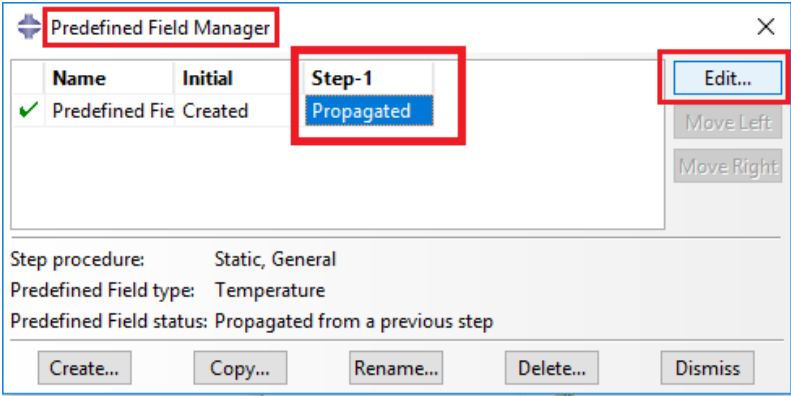 Predefined Field Manager
Name Initial Step-1 Edit...
Predefined Fie Created Propagated
Move Left
Move Right
Step procedure: Static, General
Predefined Field type: Temperature
Predefined Field status: Propagated from a previous step
Create... Copy... Rename... Delete... Dismiss